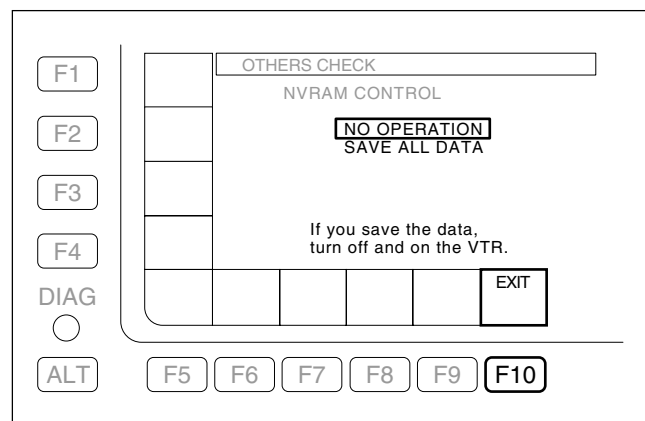 F1
OTHERS CHECK
NVRAM CONTROL
F2
NO OPERATION
SAVE ALL DATA
F3
If you save the data,
F4
turn off and on the VTR.
EXIT
DIAG
ALT
F5 F6 F7 F8 F9 F10